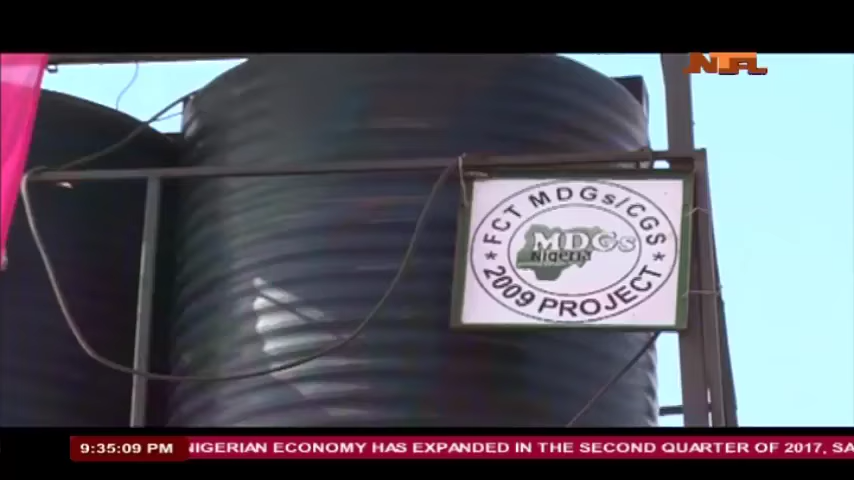 NTA
FCT MDGs/CGS
MDGs
Nigeria
* 2009 PROJECT *
9:35:09 PM
NIGERIAN ECONOMY HAS EXPANDED IN THE SECOND QUARTER OF 2017, SA